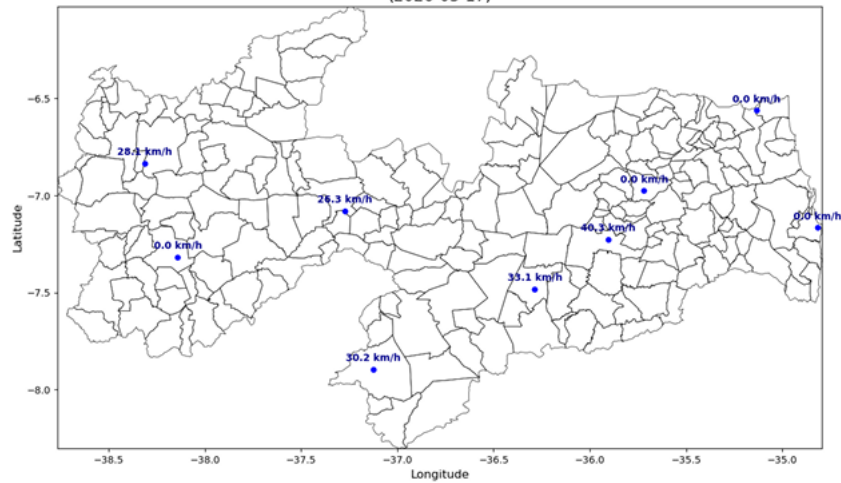 −6.5
−7.0
−7.5
−8.0
Latitude
0.0 km/h
28.1 km/h
0.0 km/h
26.3 km/h
0.0 km/h
40.3 km/h
0.0 km/h
33.1 km/h
30.2 km/h
−38.5
−38.0
−37.5
−37.0
−36.5
−36.0
−35.5
−35.0
Longitude